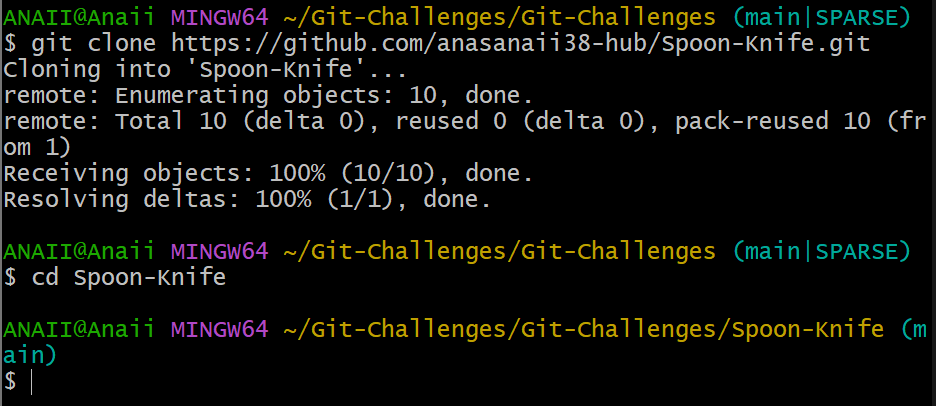 ANAII@Anaii MINGW64 ~/Git-Challenges/Git-Challenges (main|SPARSE)
$ git clone https://github.com/anasanaii38-hub/Spoon-Knife.git
Cloning into 'Spoon-Knife'...
remote: Enumerating objects: 10, done.
remote: Total 10 (delta 0), reused 0 (delta 0), pack-reused 10 (fr
om 1)
Receiving objects: 100% (10/10), done.
Resolving deltas: 100% (1/1), done.
ANAII@Anaii MINGW64 ~/Git-Challenges/Git-Challenges (main|SPARSE)
$ cd Spoon-Knife
ANAII@Anaii MINGW64 ~/Git-Challenges/Git-Challenges/Spoon-Knife (m
ain)
$